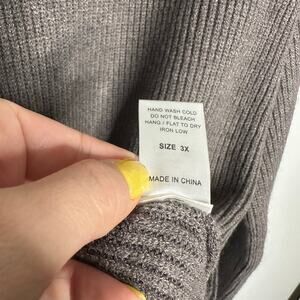 HAND WASH COLD
DO NOT BLEACH
HANG / FLAT TO DRY
IRON LOW
SIZE 3X
MADE IN CHINA